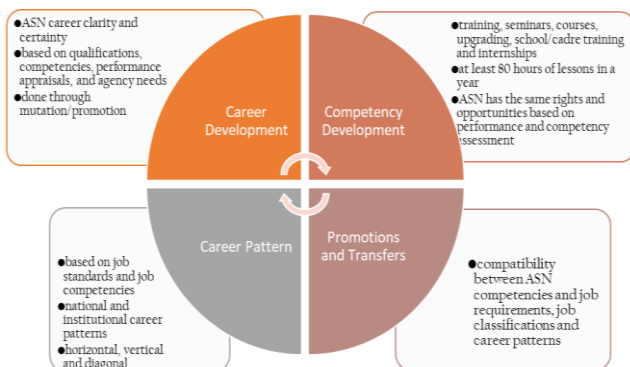 ●ASN career clarity and
certainty
●based on qualifications,
competencies, performance
appraisals, and agency needs
●done through
mutation/promotion
●training, seminars, courses,
upgrading, school/cadre training
and internships
●at least 80 hours of lessons in a
year
●ASN has the same rights and
opportunities based on
performance and competency
assessment
Career
Development
Competency
Development
Career Pattern
Promotions
and Transfers
●based on job
standards and job
competencies
●national and
institutional career
patterns
●horizontal, vertical
and diagonal
●compatibility
between ASN
competencies and job
requirements, job
classifications and
career patterns